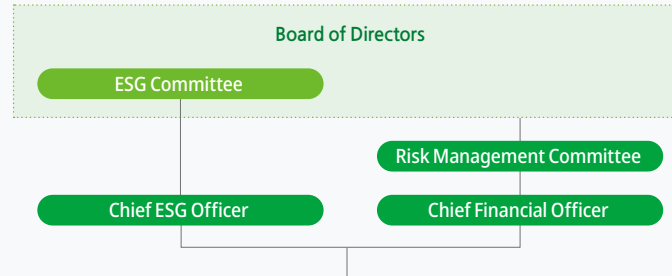 Board of Directors
ESG Committee
Risk Management Committee
Chief ESG Officer
Chief Financial Officer